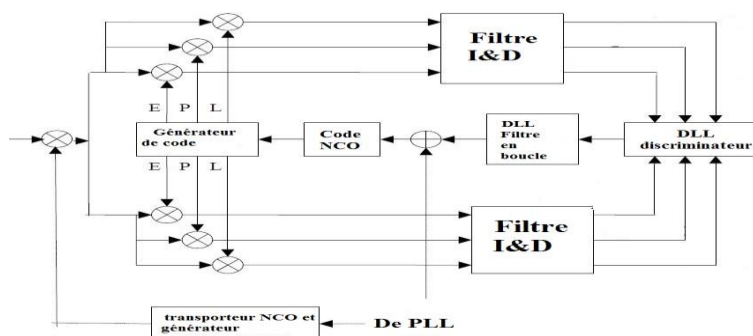 Filtre
I&D
E P L
Générateur
de code
Code
NCO
DLL
Filtre
en
boucle
DLL
discriminateur
E P L
Filtre
I&D
transporteur NCO et
générateur
De PLL